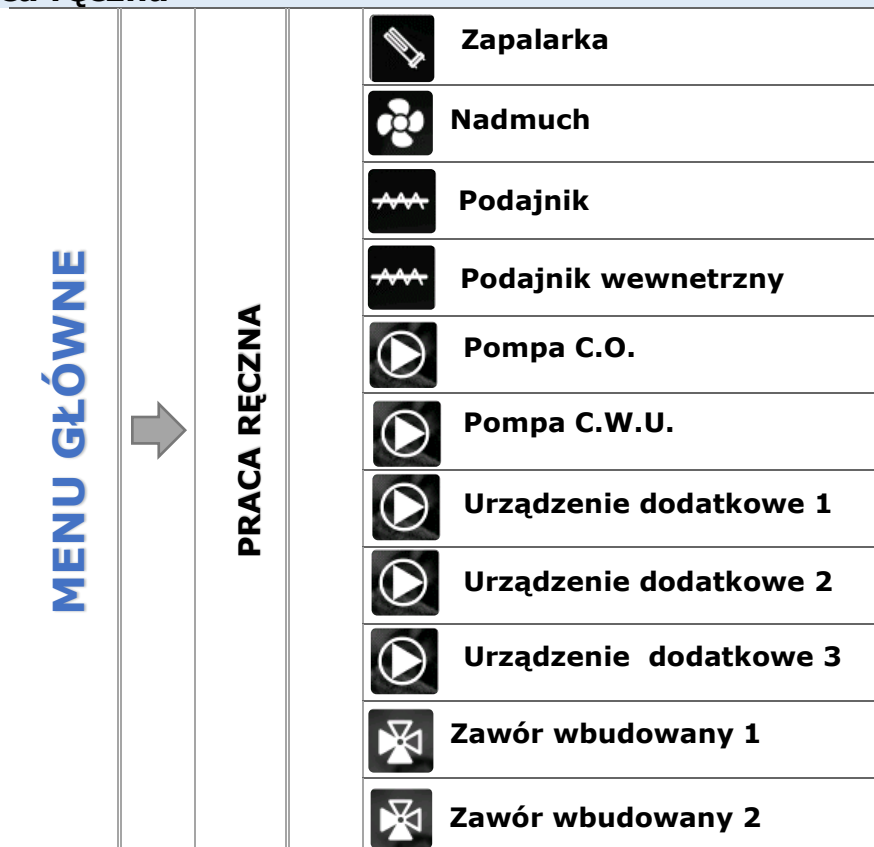 MENU GŁÓWNE
PRACA RĘCZNA
Zapalarka
Nadmuch
Podajnik
Podajnik wewnetrzny
Pompa C.O.
Pompa C.W.U.
Urządzenie dodatkowe 1
Urządzenie dodatkowe 2
Urządzenie dodatkowe 3
Zawór wbudowany 1
Zawór wbudowany 2